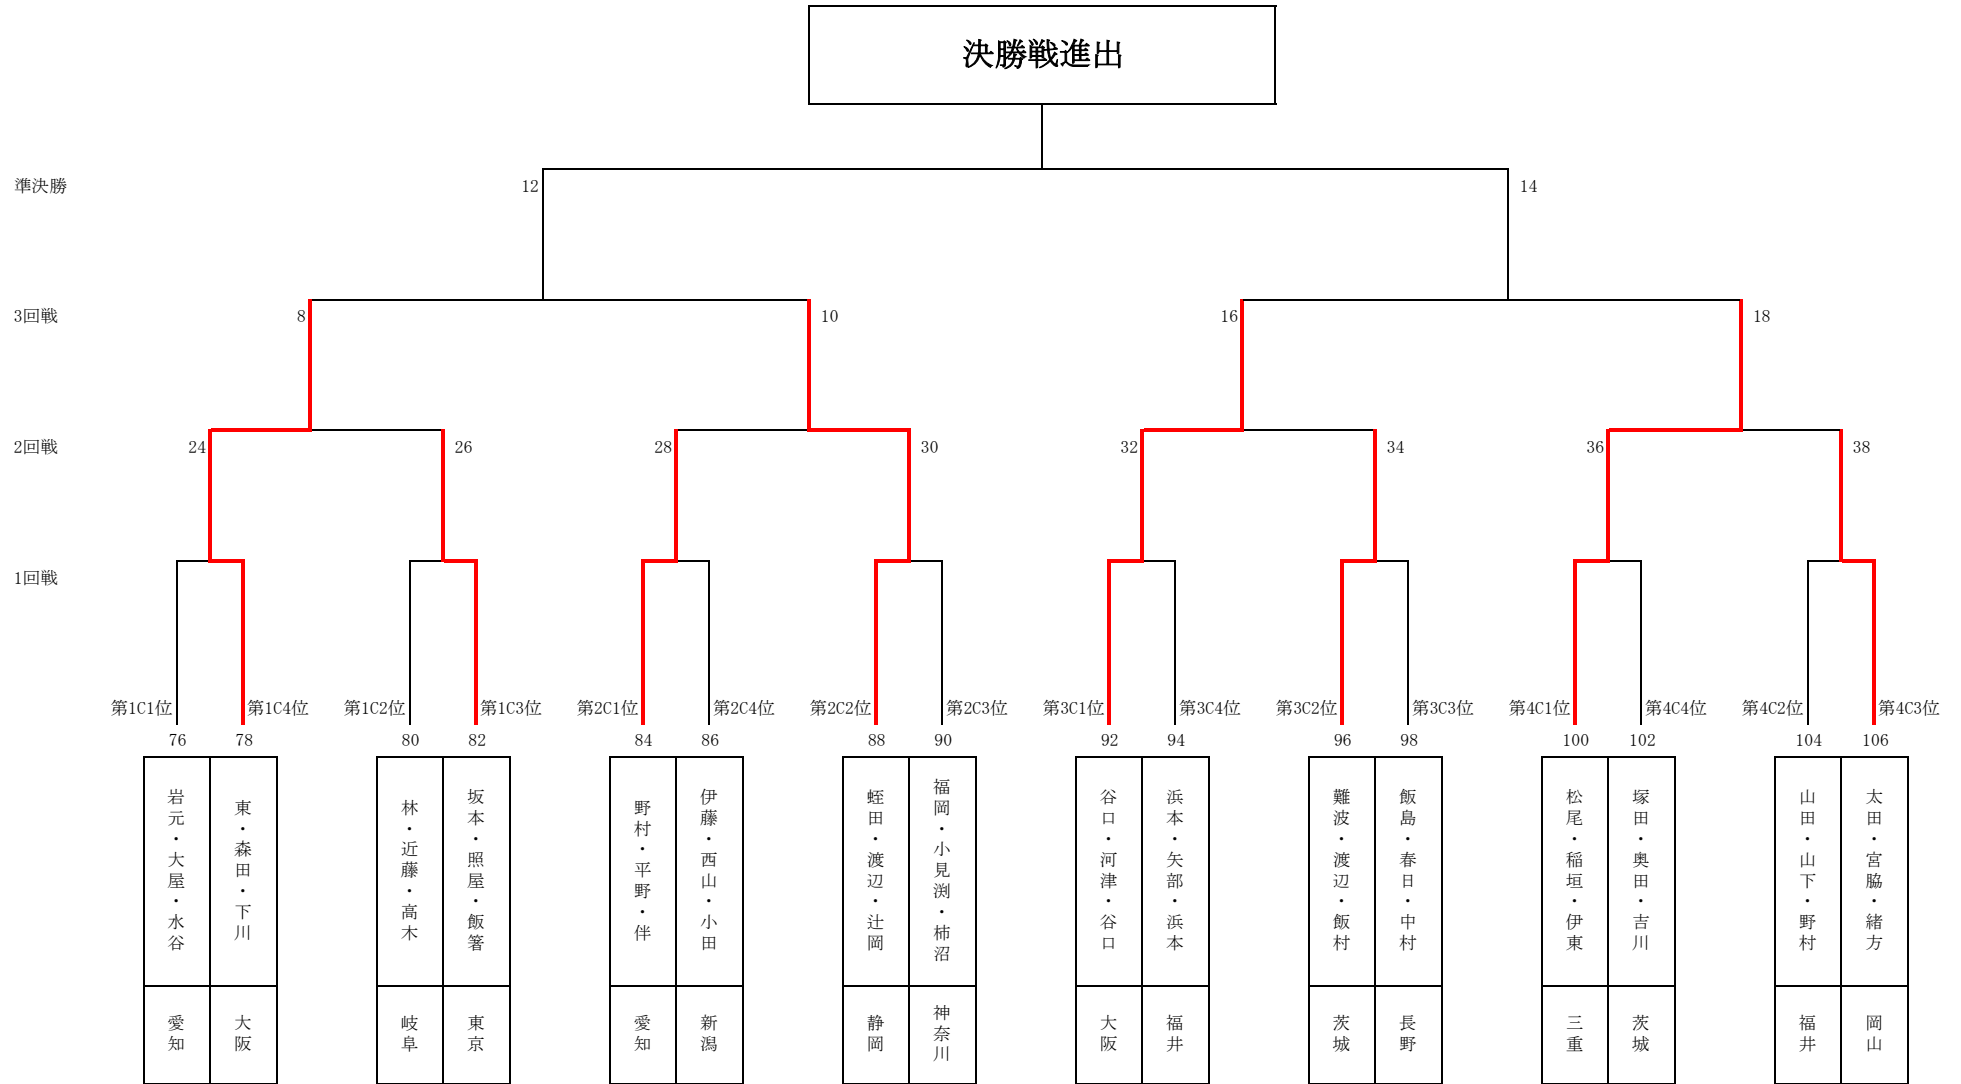 決勝戦進出
準決勝 12 14
3回戦 8 10 16 18
2回戦 24 26 28 30 32 34 36 38
1回戦
第1C1位 第1C4位 第1C2位 第1C3位 第2C1位 第2C4位 第2C2位 第2C3位 第3C1位 第3C4位 第3C2位 第3C3位 第4C1位 第4C4位 第4C2位 第4C3位
76 78 80 82 84 86 88 90 92 94 96 98 100 102 104 106
岩元・大屋・水谷
東・森田・下川
林・近藤・高木
坂本・照屋・飯箸
野村・平野・伴
伊藤・西山・小田
蛭田・渡辺・辻岡
福岡・小見渕・柿沼
谷口・河津・谷口
浜本・矢部・浜本
難波・渡辺・飯村
飯島・春日・中村
松尾・稲垣・伊東
塚田・奥田・吉川
山田・山下・野村
太田・宮脇・緒方
愛知
大阪
岐阜
東京
愛知
新潟
静岡
神奈川
大阪
福井
茨城
長野
三重
茨城
福井
岡山